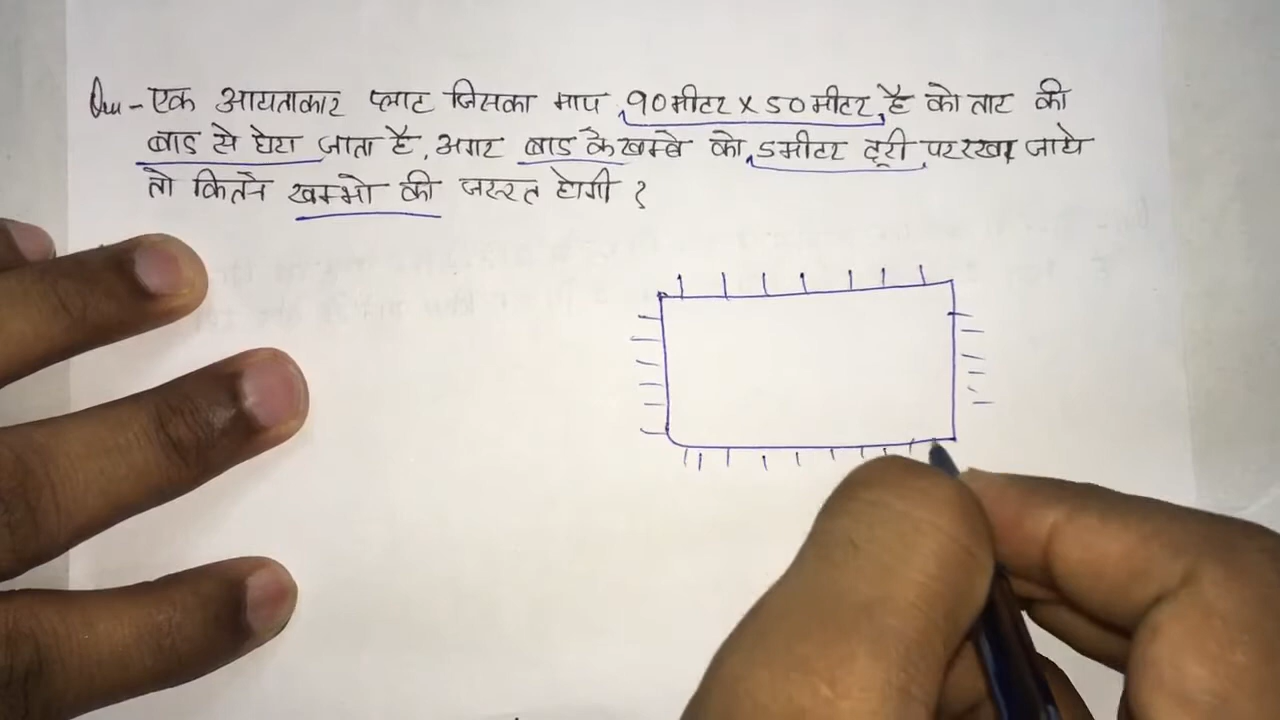 Qu - एक आयताकार प्लाट जिसका माप 90मीटर x 50मीटर, है को तार की
बाड से घेरा जाता है, अगर बाड के खम्बे को 5मीटर दूरी पर रखा जाये
तो कितने खम्भो की जरूरत होगी ?